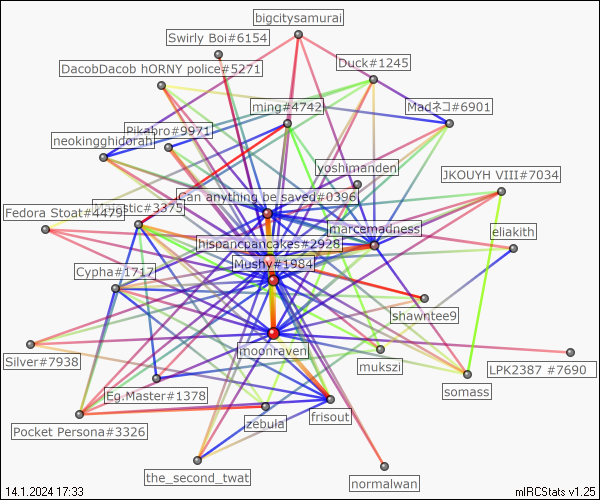 bigcitysamurai
Swirly Boi#6154
Duck#1245
DacobDacob hORNY police#5271
ming#4742
Madネコ#6901
Pikabro#9971
neokingghidorah
yoshimanden
JKOUYH VIII#7034
Can anything be saved#0396
Fedora Stoat#4479
#3375
marcemadness
eliakith
hispancpancakes#2928
Mushy#1984
Cypha#1717
shawntee9
moonraven
Silver#7938
mukszi
LPK2387 #7690
somass
Eg.Master#1378
frisout
zebula
Pocket Persona#3326
the_second_twat
normalwan
14.1.2024 17:33
mIRCStats v1.25